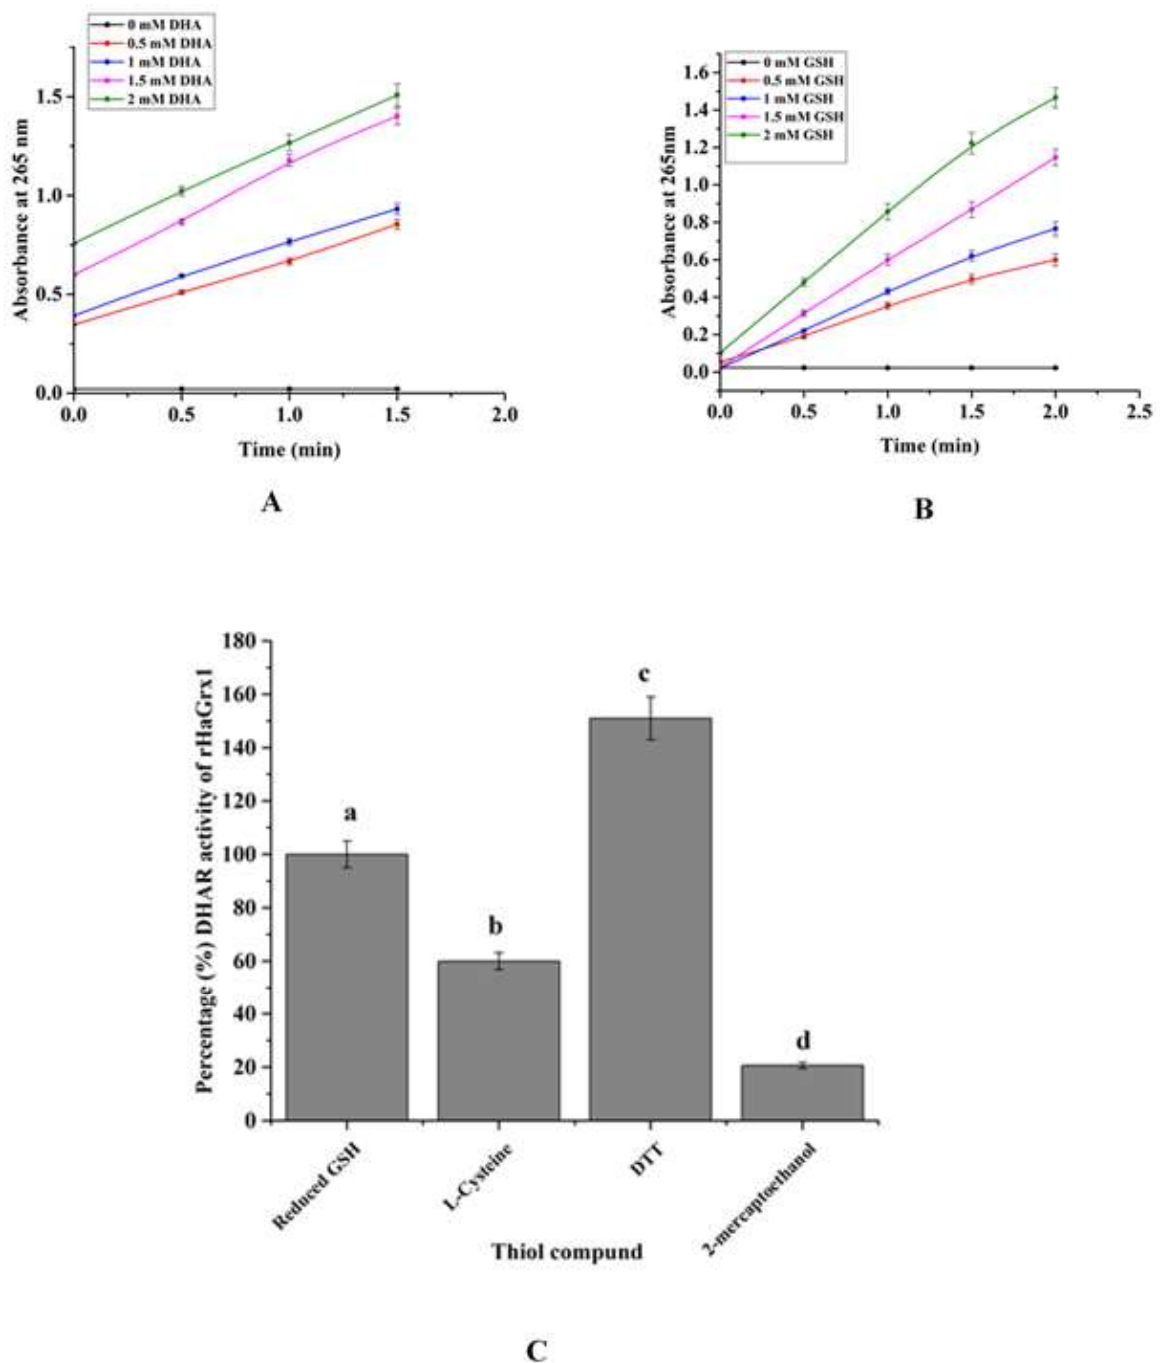 0 mM DHA
0.5 mM DHA
1 mM DHA
1.5 mM DHA
2 mM DHA
1.5
1.0
0.5
0.0
Absorbance at 265 nm
0.0 0.5 1.0 1.5 2.0
Time (min)
A
0 mM GSH
0.5 mM GSH
1 mM GSH
1.5 mM GSH
2 mM GSH
1.6
1.4
1.2
1.0
0.8
0.6
0.4
0.2
0.0
Absorbance at 265nm
0.0 0.5 1.0 1.5 2.0 2.5
Time (min)
B
180
160
140
120
100
80
60
40
20
0
Percentage (%) DHAR activity of rHaGrx1
a
b
c
d
Reduced GSH
L-Cysteine
DTT
2-mercaptoethanol
Thiol compund
C